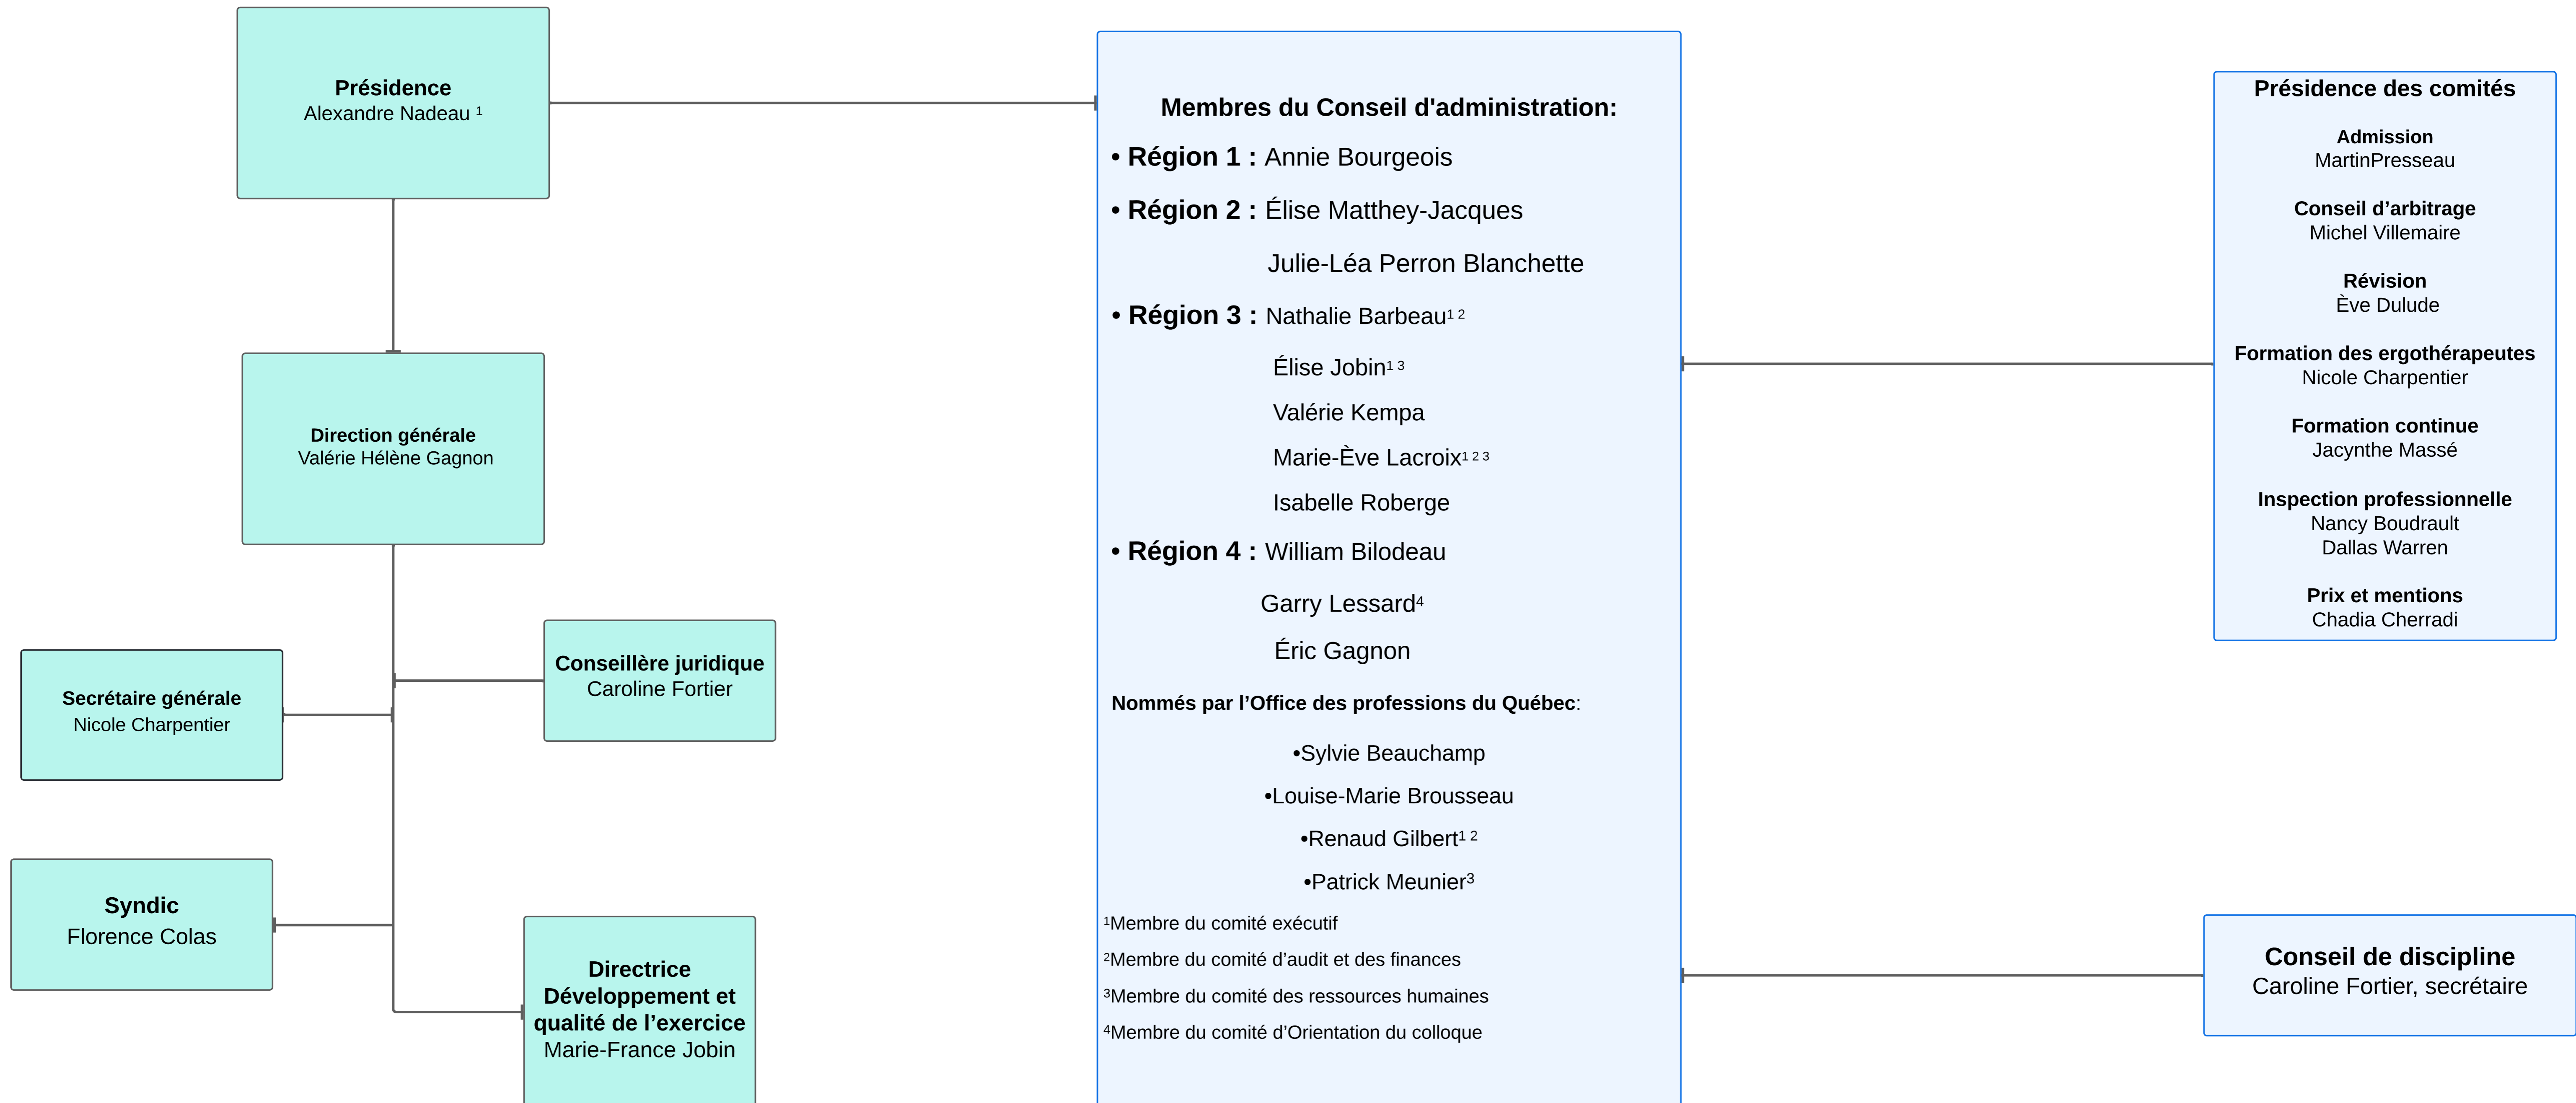 Présidence
Alexandre Nadeau ¹
Direction générale
Valérie Hélène Gagnon
Conseillère juridique
Caroline Fortier
Secrétaire générale
Nicole Charpentier
Syndic
Florence Colas
Directrice
Développement et
qualité de l’exercice
Marie-France Jobin
Membres du Conseil d'administration:
• Région 1 : Annie Bourgeois
• Région 2 : Élise Matthey-Jacques
Julie-Léa Perron Blanchette
• Région 3 : Nathalie Barbeau¹ ²
Élise Jobin¹ ³
Valérie Kempa
Marie-Ève Lacroix¹ ² ³
Isabelle Roberge
• Région 4 : William Bilodeau
Garry Lessard⁴
Éric Gagnon
Nommés par l’Office des professions du Québec:
•Sylvie Beauchamp
•Louise-Marie Brousseau
•Renaud Gilbert¹ ²
•Patrick Meunier³
¹Membre du comité exécutif
²Membre du comité d’audit et des finances
³Membre du comité des ressources humaines
⁴Membre du comité d’Orientation du colloque
Présidence des comités
Admission
MartinPresseau
Conseil d’arbitrage
Michel Villemaire
Révision
Ève Dulude
Formation des ergothérapeutes
Nicole Charpentier
Formation continue
Jacynthe Massé
Inspection professionnelle
Nancy Boudrault
Dallas Warren
Prix et mentions
Chadia Cherradi
Conseil de discipline
Caroline Fortier, secrétaire